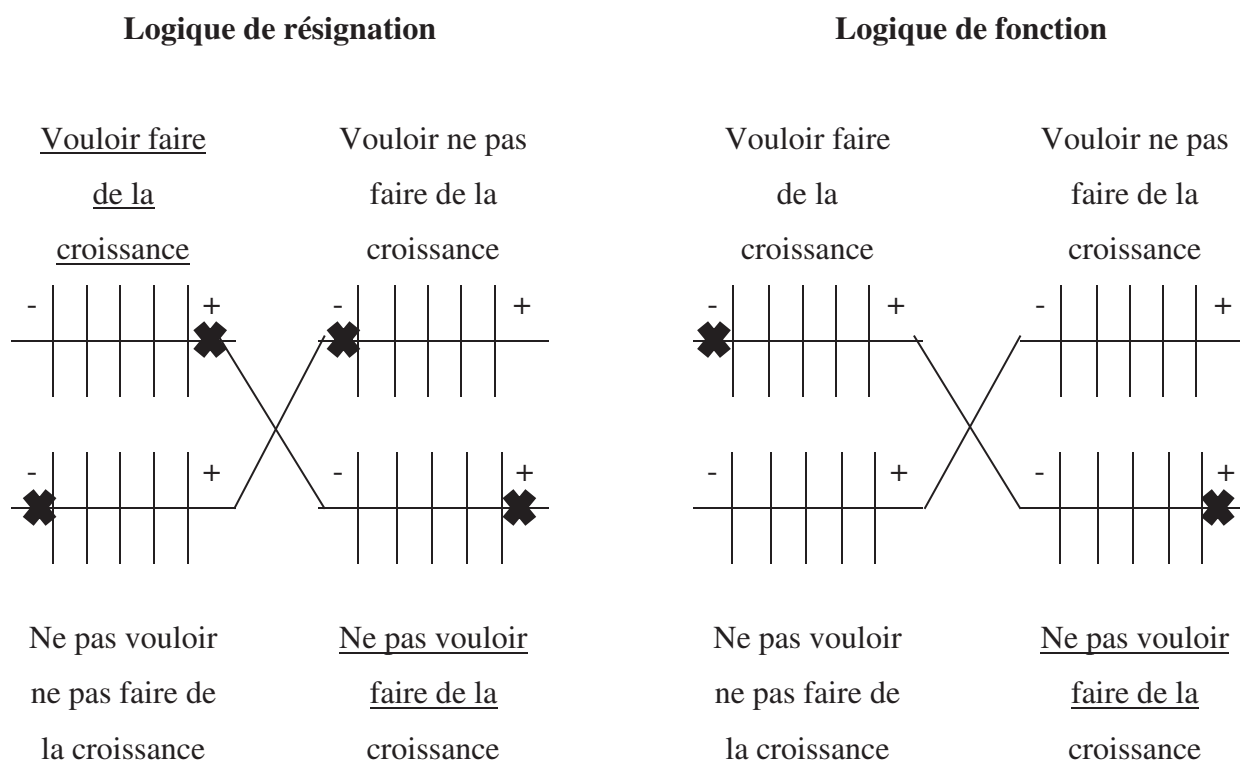 Logique de résignation
Logique de fonction
Vouloir faire
de la
croissance
Vouloir ne pas
faire de la
croissance
Vouloir faire
de la
croissance
Vouloir ne pas
faire de la
croissance
- + - + - + - +
- + - + - + - +
Ne pas vouloir
ne pas faire de
la croissance
Ne pas vouloir
faire de la
croissance
Ne pas vouloir
ne pas faire de
la croissance
Ne pas vouloir
faire de la
croissance